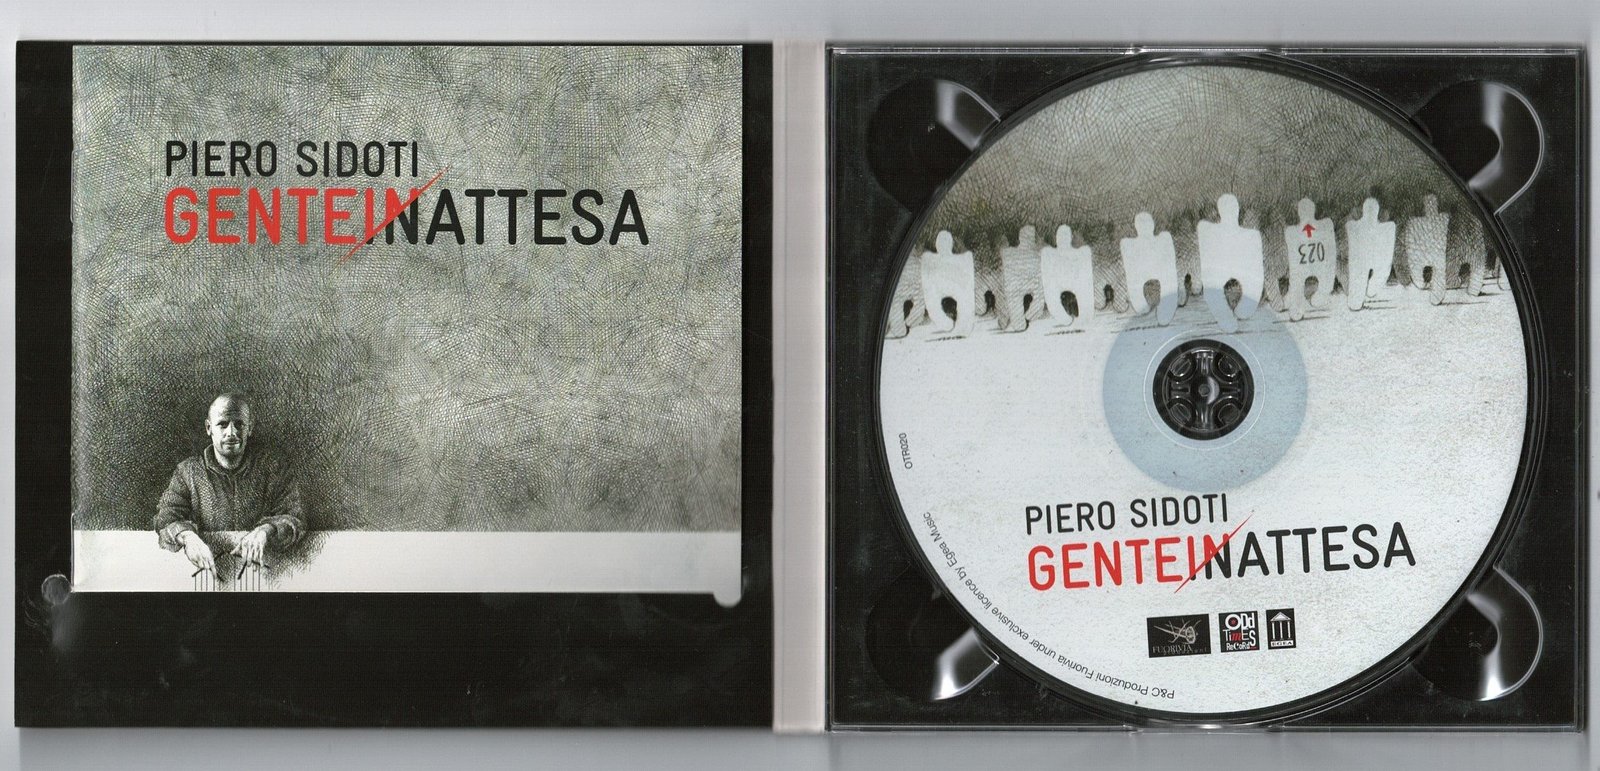 PIERO SIDOTI
GENTEINATTESA
023
OTR020
P&C Produzioni Fuorivia under exclusive licence by Egea Music
PIERO SIDOTI
GENTEINATTESA
FUORIVIA
ODD
TIMES
ReCoRdS
EGEA